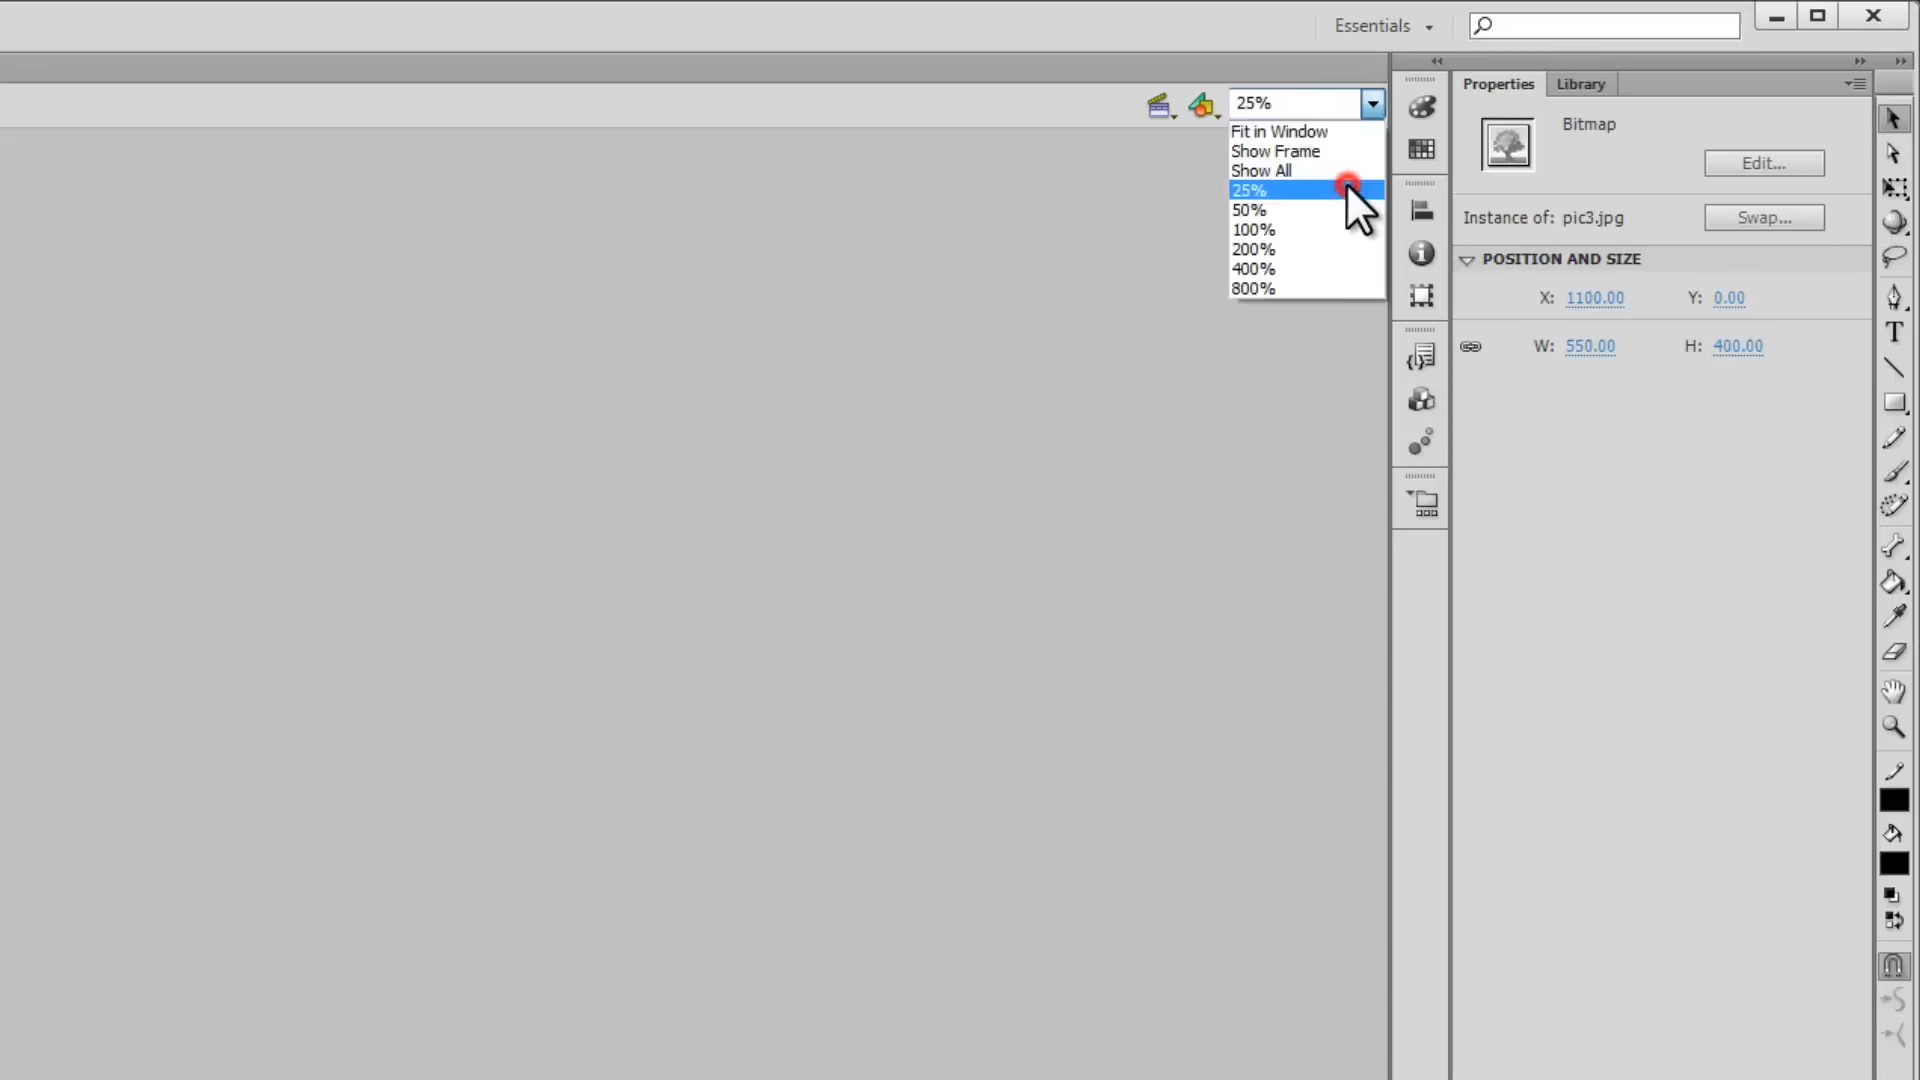 Essentials
Properties Library
25%
Fit in Window
Show Frame
Show All
25%
50%
100%
200%
400%
800%
Bitmap
Edit...
Instance of: pic3.jpg Swap...
POSITION AND SIZE
X: 1100.00 Y: 0.00
W: 550.00 H: 400.00